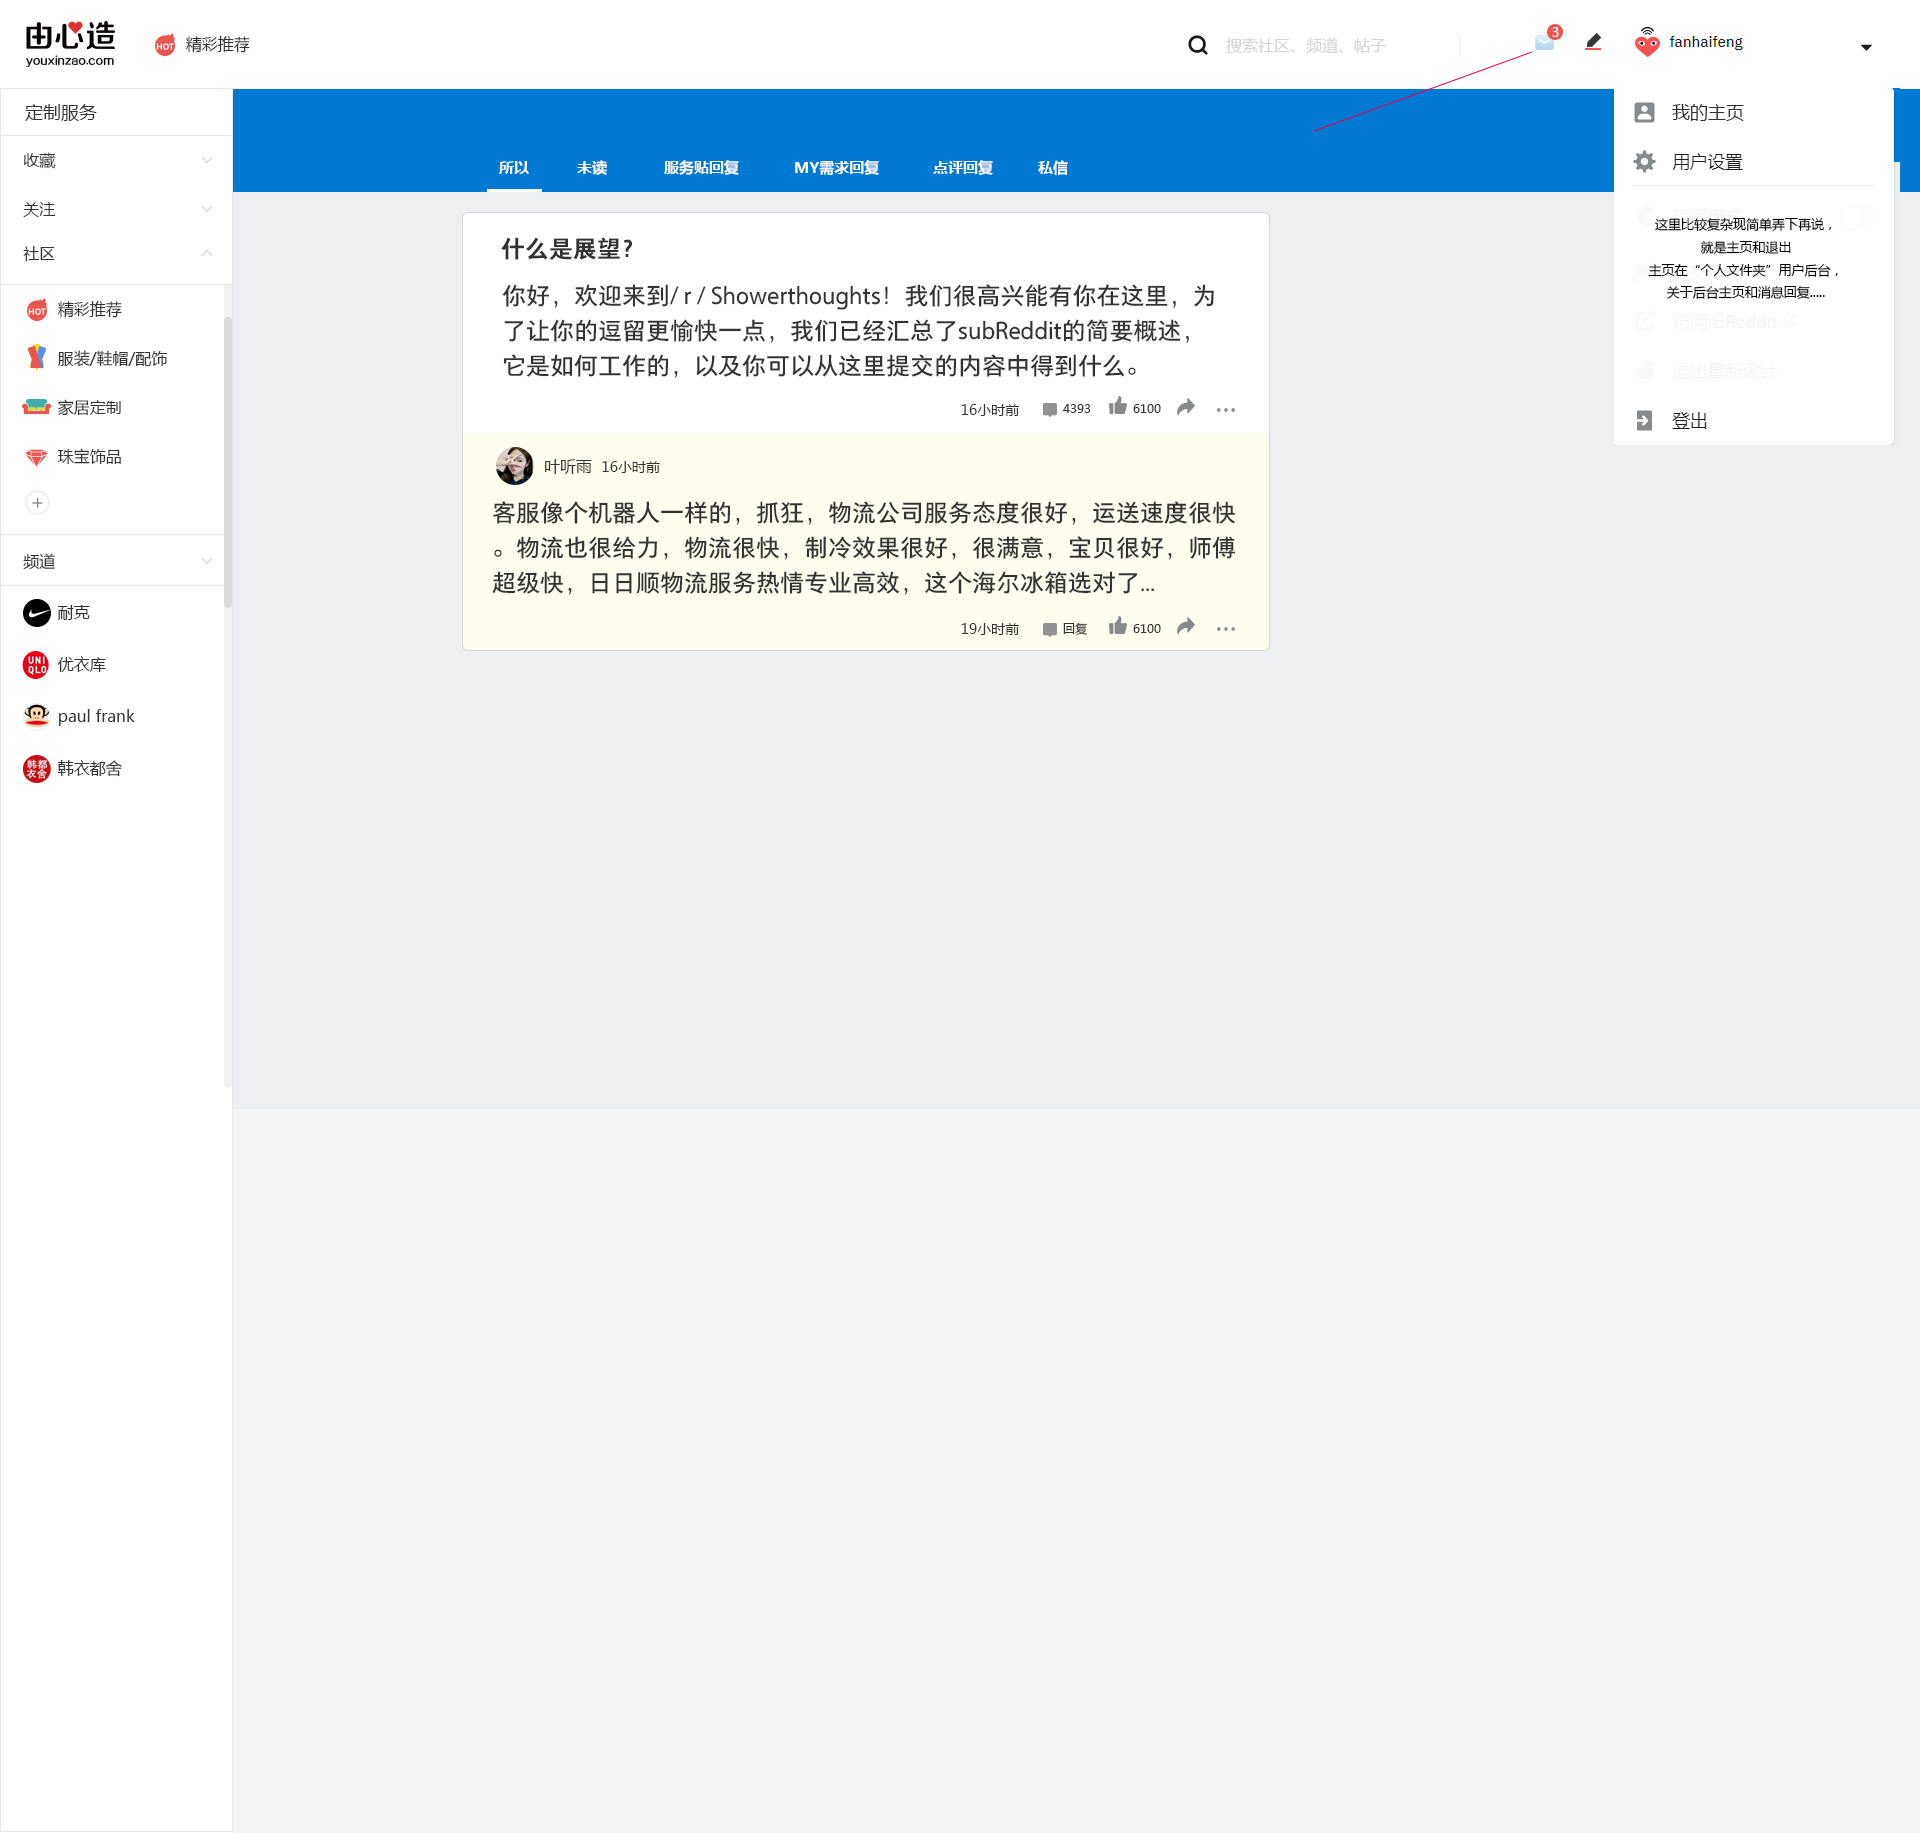 由心造
youxinzao.com
HOT 精彩推荐
搜索社区、频道、帖子
3
fanhaifeng
定制服务
收藏
关注
社区
HOT 精彩推荐
服装/鞋帽/配饰
家居定制
珠宝饰品
频道
耐克
UNI QLO 优衣库
paul frank
韩都衣舍 韩衣都舍
所以 未读 服务贴回复 MY需求回复 点评回复 私信
什么是展望？
你好，欢迎来到/ r / Showerthoughts！我们很高兴能有你在这里，为
了让你的逗留更愉快一点，我们已经汇总了subReddit的简要概述，
它是如何工作的，以及你可以从这里提交的内容中得到什么。
16小时前 4393 6100
叶听雨 16小时前
客服像个机器人一样的，抓狂，物流公司服务态度很好，运送速度很快
。物流也很给力，物流很快，制冷效果很好，很满意，宝贝很好，师傅
超级快，日日顺物流服务热情专业高效，这个海尔冰箱选对了...
19小时前 回复 6100
我的主页
用户设置
这里比较复杂现简单弄下再说，
就是主页和退出
主页在“个人文件夹”用户后台，
关于后台主页和消息回复.....
访问旧Reddit
退出重新设计
登出